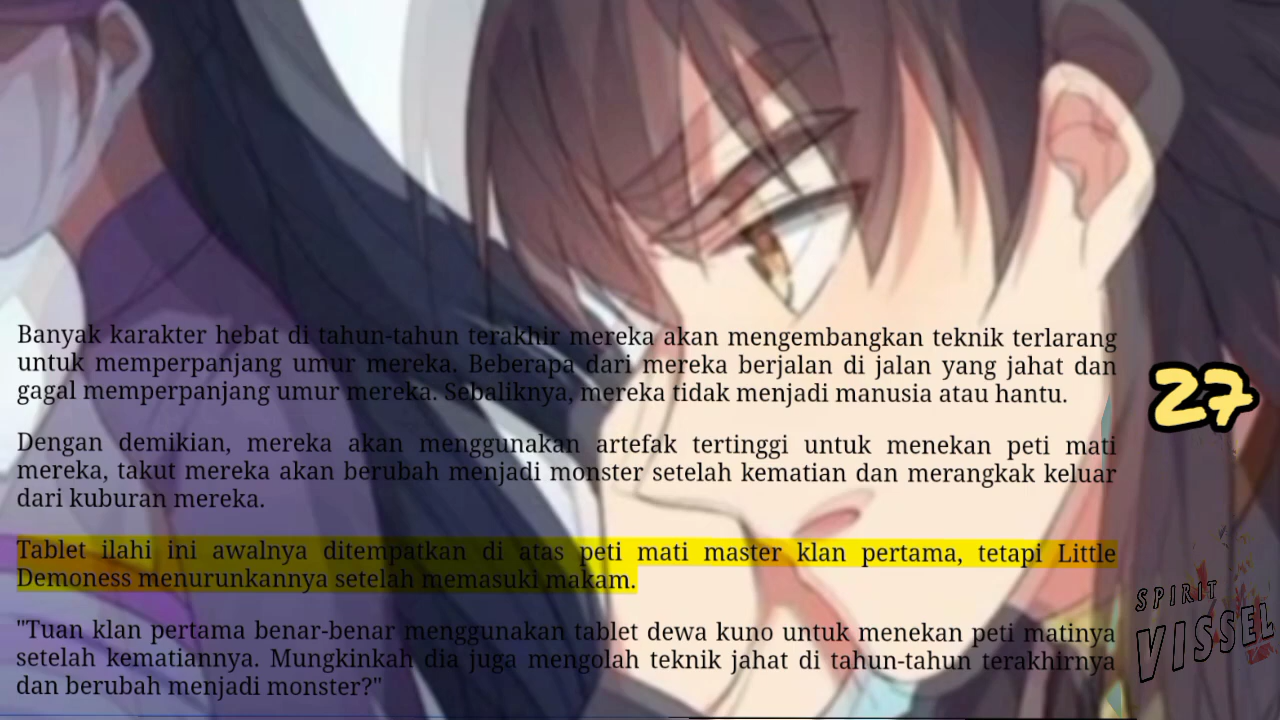 Banyak karakter hebat di tahun-tahun terakhir mereka akan mengembangkan teknik terlarang
untuk memperpanjang umur mereka. Beberapa dari mereka berjalan di jalan yang jahat dan
gagal memperpanjang umur mereka. Sebaliknya, mereka tidak menjadi manusia atau hantu.
Dengan demikian, mereka akan menggunakan artefak tertinggi untuk menekan peti mati
mereka, takut mereka akan berubah menjadi monster setelah kematian dan merangkak keluar
dari kuburan mereka.
Tablet ilahi ini awalnya ditempatkan di atas peti mati master klan pertama, tetapi Little
Demoness menurunkannya setelah memasuki makam.
"Tuan klan pertama benar-benar menggunakan tablet dewa kuno untuk menekan peti matinya
setelah kematiannya. Mungkinkah dia juga mengolah teknik jahat di tahun-tahun terakhirnya
dan berubah menjadi monster?"
27
SPIRIT
VISSEL